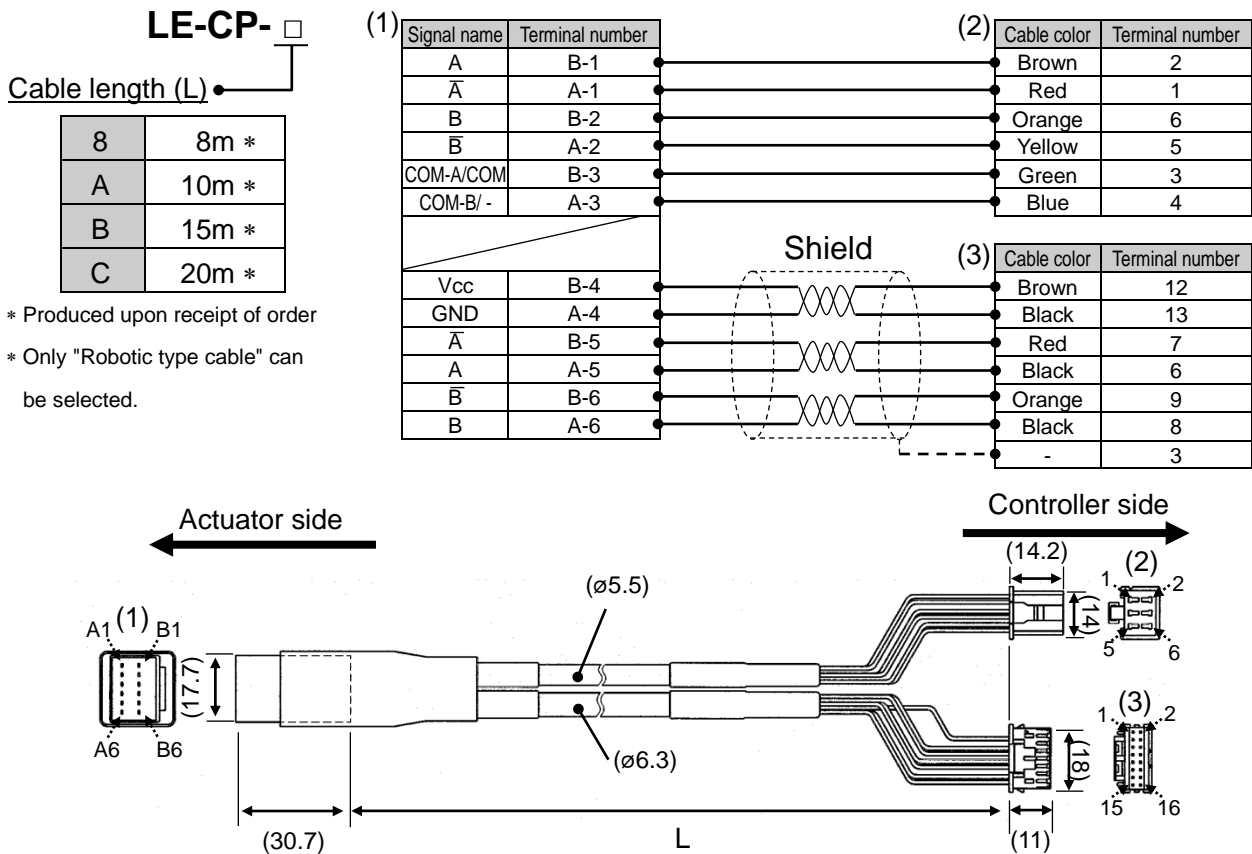 LE-CP- □
Cable length (L)
8 8m *
A 10m *
B 15m *
C 20m *
* Produced upon receipt of order
* Only "Robotic type cable" can
be selected.
(1)
Signal name Terminal number
A B-1
A̅ A-1
B B-2
B̅ A-2
COM-A/COM B-3
COM-B/ - A-3
Vcc B-4
GND A-4
A̅ B-5
A A-5
B̅ B-6
B A-6
Shield
(2)
Cable color Terminal number
Brown 2
Red 1
Orange 6
Yellow 5
Green 3
Blue 4
(3)
Cable color Terminal number
Brown 12
Black 13
Red 7
Black 6
Orange 9
Black 8
- 3
Actuator side
Controller side
(1)
A1 B1
A6 B6
(17.7)
(30.7)
(ø5.5)
(ø6.3)
L
(14.2)
(14)
(2)
1 2
5 6
(18)
(11)
(3)
1 2
15 16